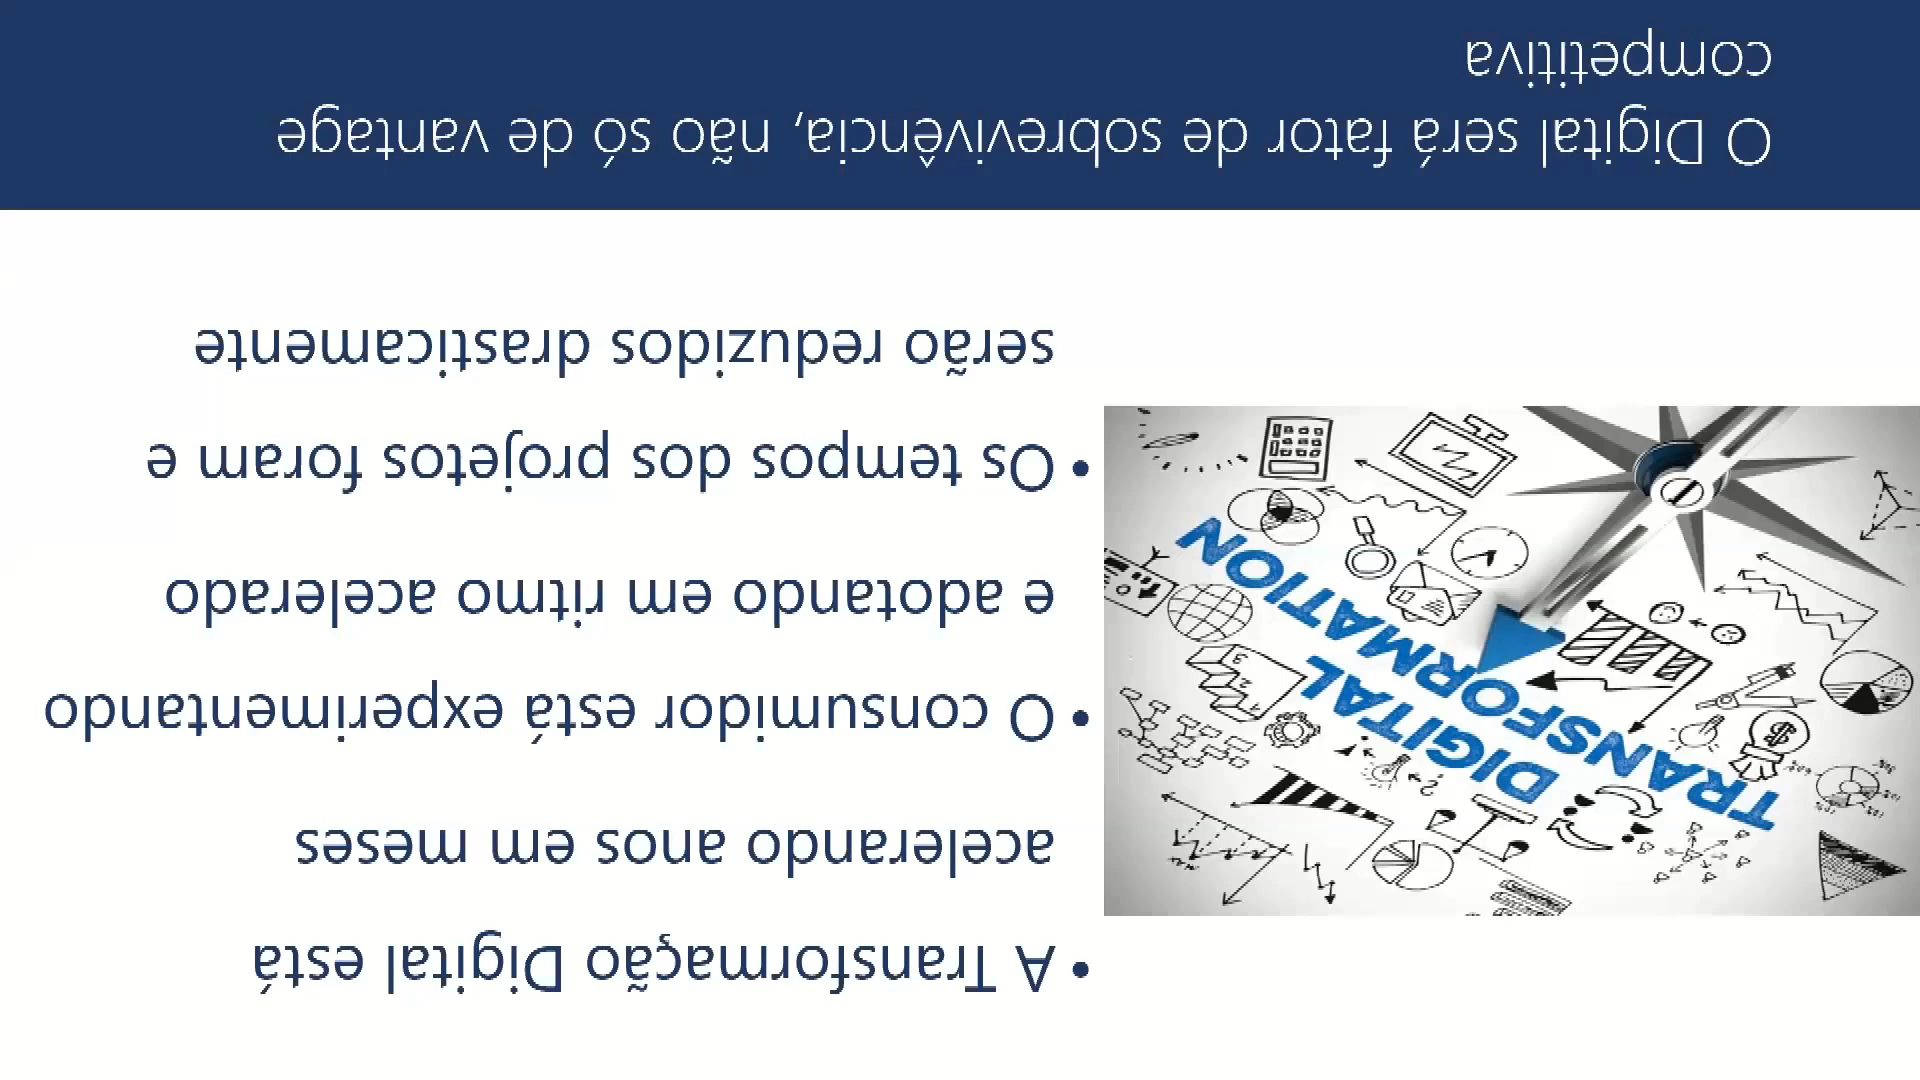 O Digital será fator de sobrevivência, não só de vantage
competitiva
• A Transformação Digital está
acelerando anos em meses
• O consumidor está experimentando
e adotando em ritmo acelerado
• Os tempos dos projetos foram e
serão reduzidos drasticamente
DIGITAL
TRANSFORMATION